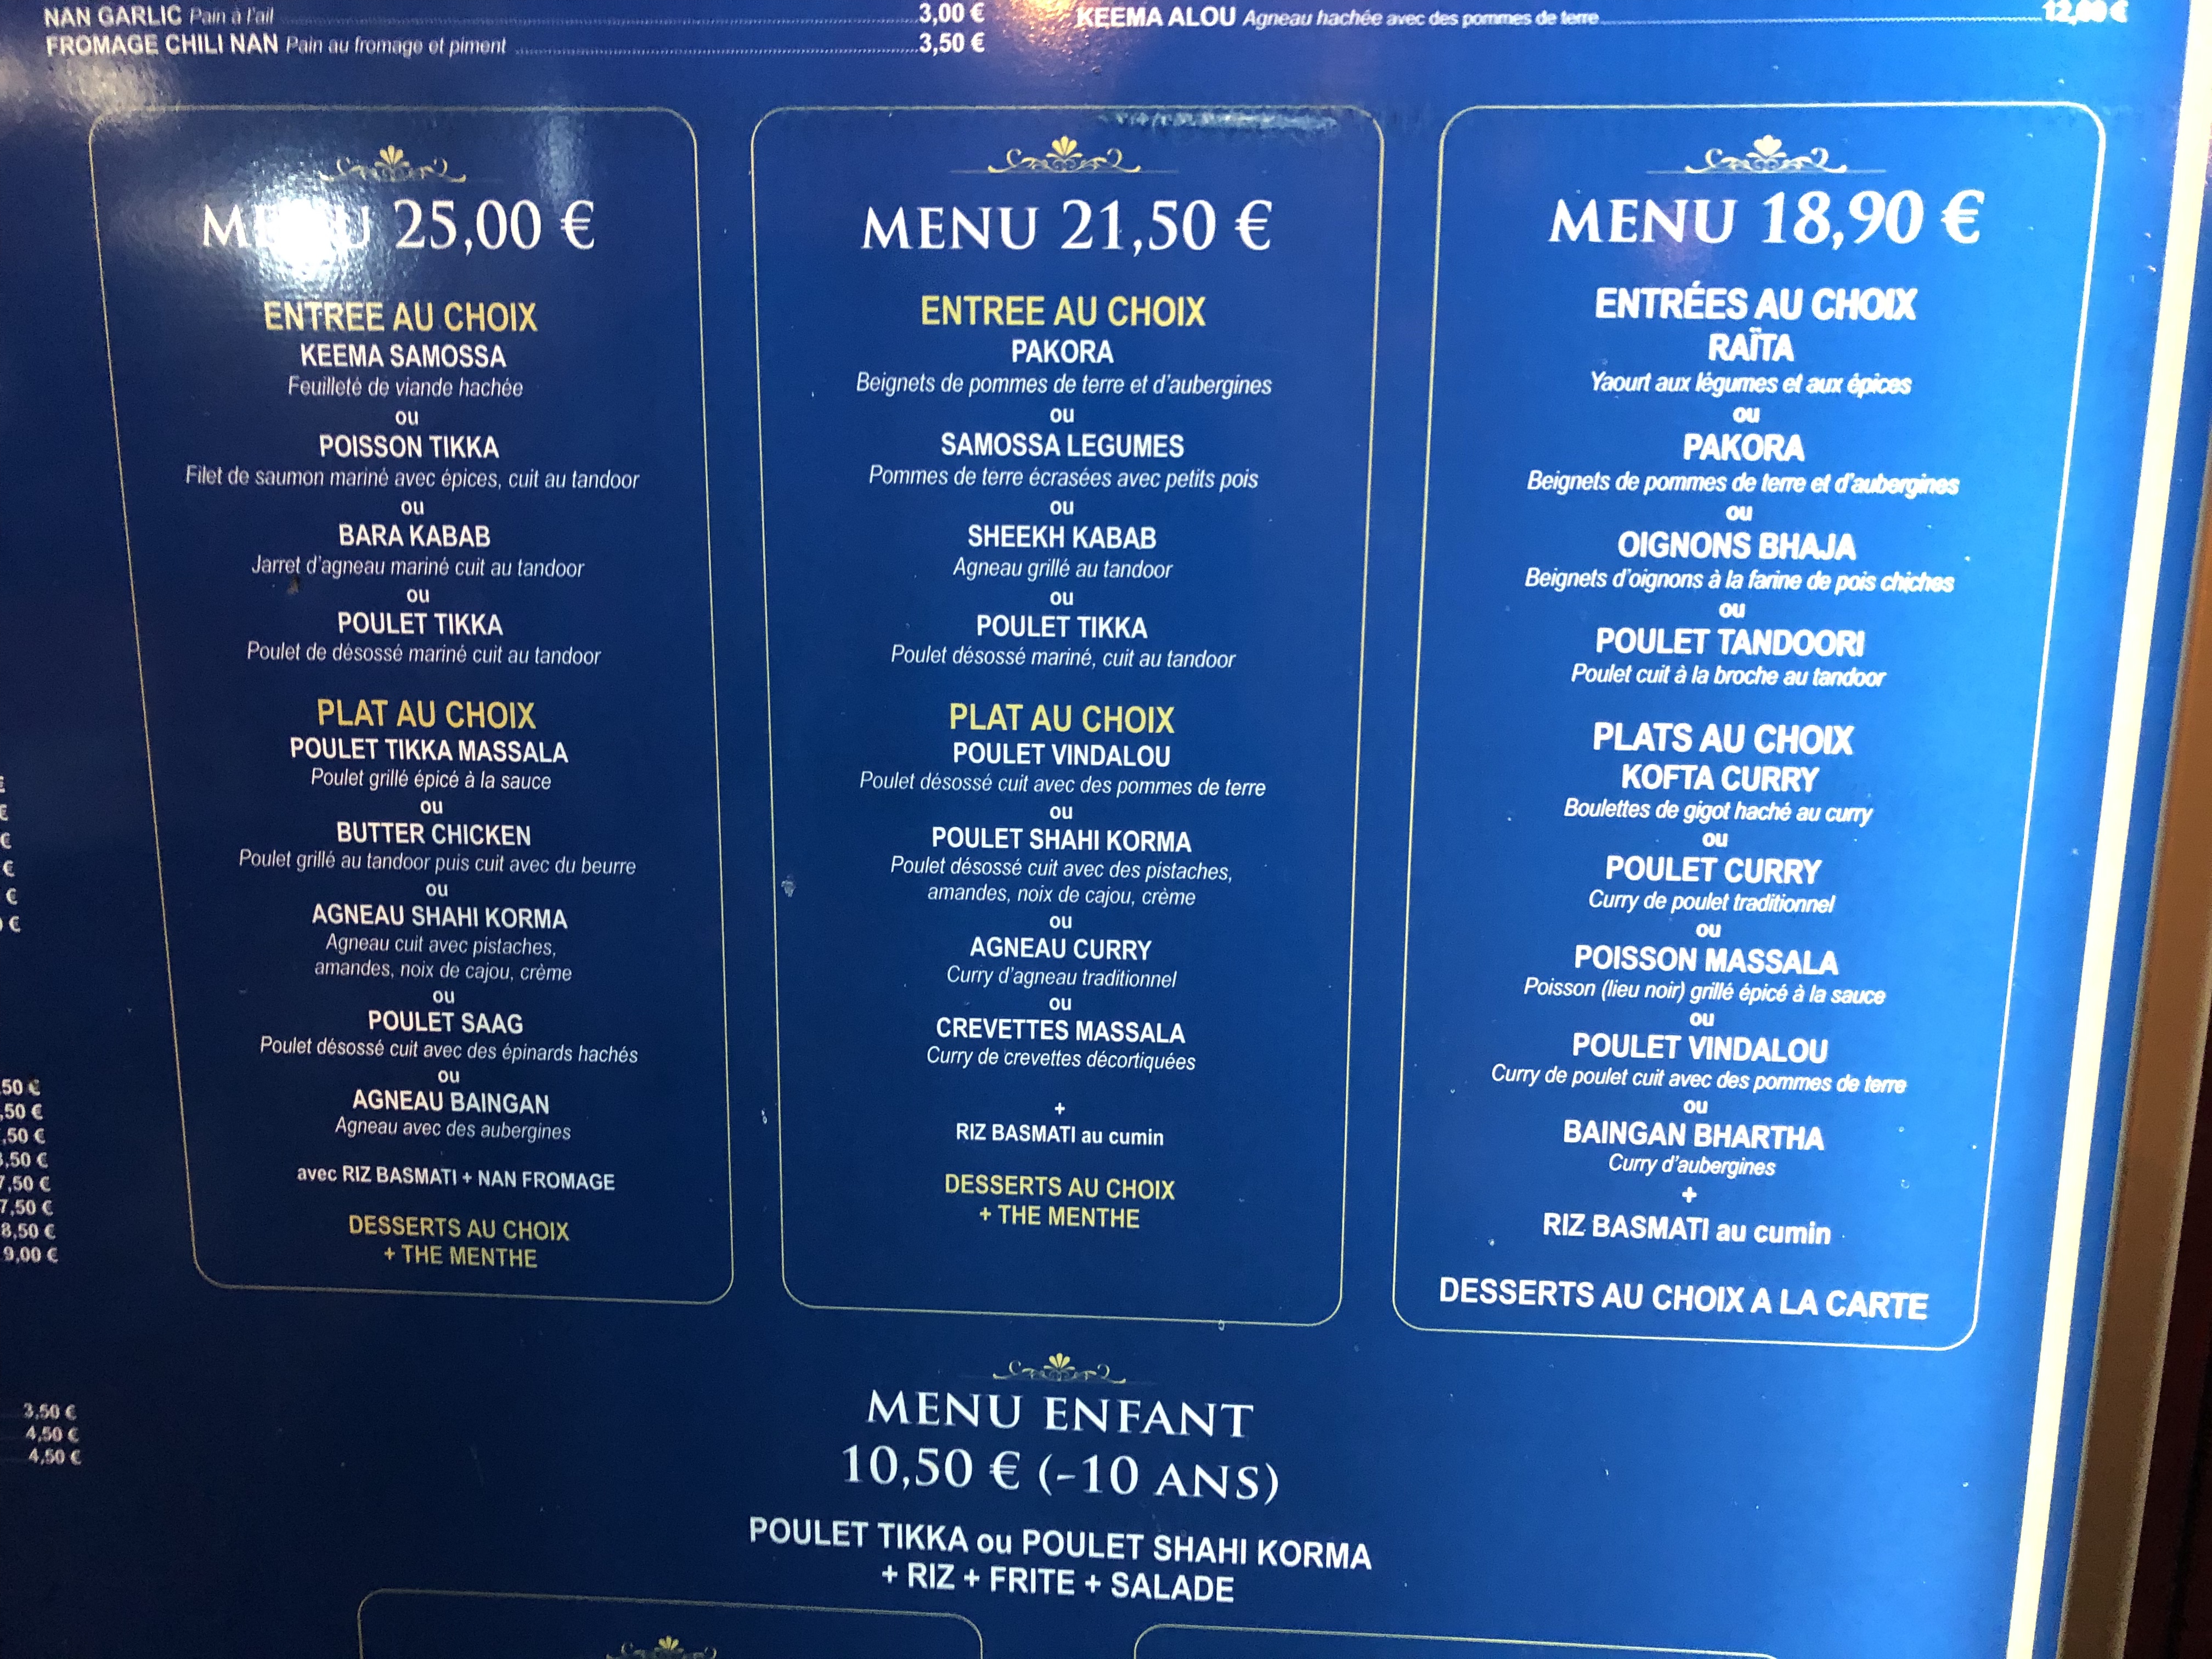 NAN GARLIC Pain à l'ail 3,00 €
FROMAGE CHILI NAN Pain au fromage et piment 3,50 €
KEEMA ALOU Agneau hachée avec des pommes de terre
MENU 25,00 €
ENTREE AU CHOIX
KEEMA SAMOSSA
Feuilleté de viande hachée
ou
POISSON TIKKA
Filet de saumon mariné avec épices, cuit au tandoor
ou
BARA KABAB
Jarret d'agneau mariné cuit au tandoor
ou
POULET TIKKA
Poulet de désossé mariné cuit au tandoor
PLAT AU CHOIX
POULET TIKKA MASSALA
Poulet grillé épicé à la sauce
ou
BUTTER CHICKEN
Poulet grillé au tandoor puis cuit avec du beurre
ou
AGNEAU SHAHI KORMA
Agneau cuit avec pistaches,
amandes, noix de cajou, crème
ou
POULET SAAG
Poulet désossé cuit avec des épinards hachés
ou
AGNEAU BAINGAN
Agneau avec des aubergines
avec RIZ BASMATI + NAN FROMAGE
DESSERTS AU CHOIX
+ THE MENTHE
MENU 21,50 €
ENTREE AU CHOIX
PAKORA
Beignets de pommes de terre et d'aubergines
ou
SAMOSSA LEGUMES
Pommes de terre écrasées avec petits pois
ou
SHEEKH KABAB
Agneau grillé au tandoor
ou
POULET TIKKA
Poulet désossé mariné, cuit au tandoor
PLAT AU CHOIX
POULET VINDALOU
Poulet désossé cuit avec des pommes de terre
ou
POULET SHAHI KORMA
Poulet désossé cuit avec des pistaches,
amandes, noix de cajou, crème
ou
AGNEAU CURRY
Curry d'agneau traditionnel
ou
CREVETTES MASSALA
Curry de crevettes décortiquées
+
RIZ BASMATI au cumin
DESSERTS AU CHOIX
+ THE MENTHE
MENU 18,90 €
ENTRÉES AU CHOIX
RAÏTA
Yaourt aux légumes et aux épices
ou
PAKORA
Beignets de pommes de terre et d'aubergines
ou
OIGNONS BHAJA
Beignets d'oignons à la farine de pois chiches
ou
POULET TANDOORI
Poulet cuit à la broche au tandoor
PLATS AU CHOIX
KOFTA CURRY
Boulettes de gigot haché au curry
ou
POULET CURRY
Curry de poulet traditionnel
ou
POISSON MASSALA
Poisson (lieu noir) grillé épicé à la sauce
ou
POULET VINDALOU
Curry de poulet cuit avec des pommes de terre
ou
BAINGAN BHARTHA
Curry d'aubergines
+
RIZ BASMATI au cumin
DESSERTS AU CHOIX A LA CARTE
€
€
€
€
€
€
,50 €
,50 €
,50 €
,50 €
7,50 €
7,50 €
8,50 €
9,00 €
3,50 €
4,50 €
4,50 €
MENU ENFANT
10,50 € (-10 ANS)
POULET TIKKA ou POULET SHAHI KORMA
+ RIZ + FRITE + SALADE